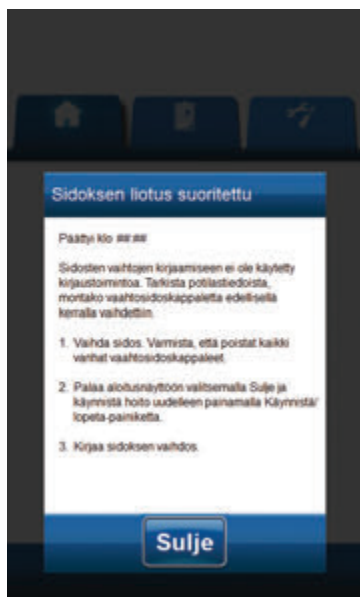 Sidoksen liotus suoritettu
Päättyi klo ##:##
Sidosten vaihtojen kirjaamiseen ei ole käytetty
kirjaustoimintoa. Tarkista potilastiedoista,
montako vaahtosidoskappaletta edellisellä
kerralla vaihdettiin.
1. Vaihda sidos. Varmista, että poistat kaikki
vanhat vaahtosidoskappaleet.
2. Palaa aloitusnäyttöön valitsemalla Sulje ja
käynnistä hoito uudelleen painamalla Käynnistä/
lopeta-painiketta.
3. Kirjaa sidoksen vaihdos.
Sulje